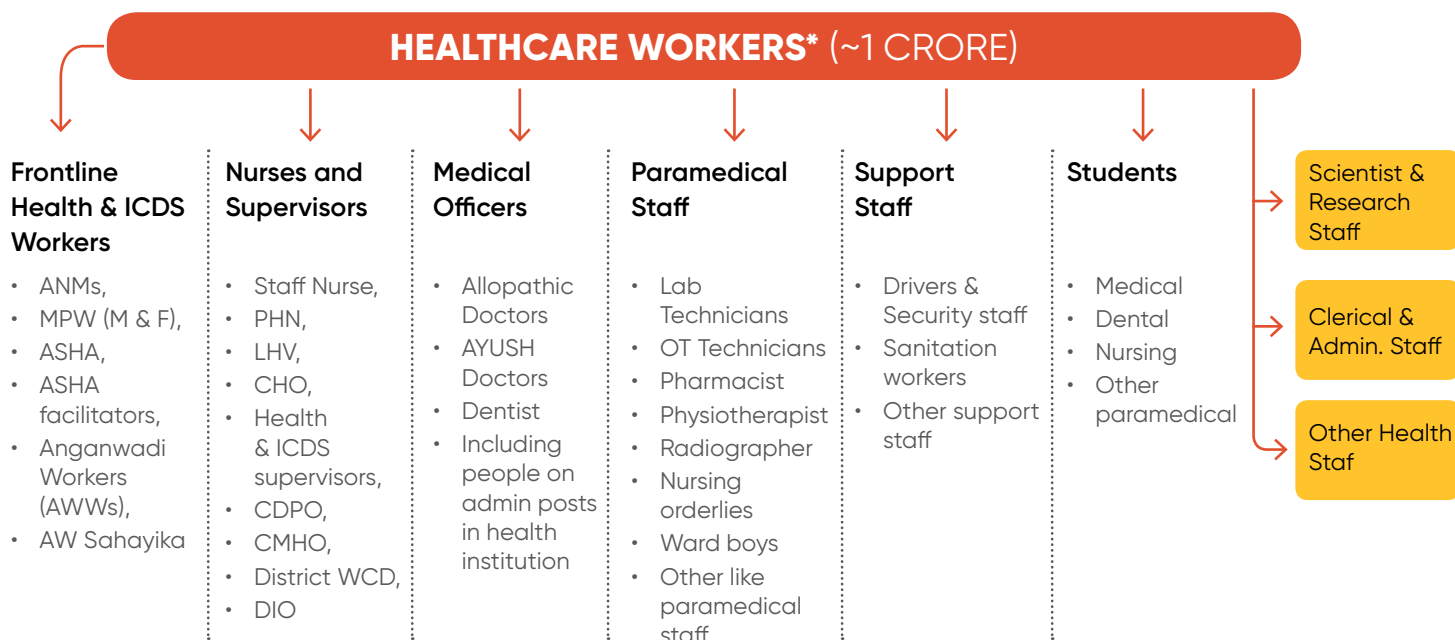 HEALTHCARE WORKERS* (~1 CRORE)
Frontline
Health & ICDS
Workers
• ANMs,
• MPW (M & F),
• ASHA,
• ASHA
facilitators,
• Anganwadi
Workers
(AWWs),
• AW Sahayika
Nurses and
Supervisors
• Staff Nurse,
• PHN,
• LHV,
• CHO,
• Health
& ICDS
supervisors,
• CDPO,
• CMHO,
• District WCD,
• DIO
Medical
Officers
• Allopathic
Doctors
• AYUSH
Doctors
• Dentist
• Including
people on
admin posts
in health
institution
Paramedical
Staff
• Lab
Technicians
• OT Technicians
• Pharmacist
• Physiotherapist
• Radiographer
• Nursing
orderlies
• Ward boys
• Other like
paramedical
staff
Support
Staff
• Drivers &
Security staff
• Sanitation
workers
• Other support
staff
Students
• Medical
• Dental
• Nursing
• Other
paramedical
Scientist &
Research
Staff
Clerical &
Admin. Staff
Other Health
Staf